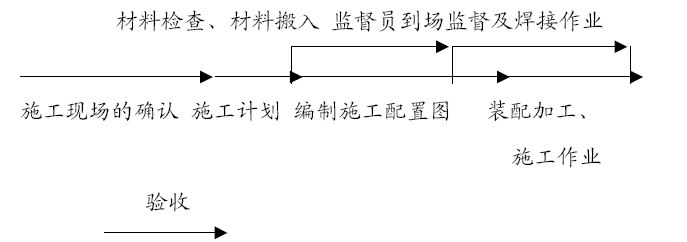 材料检查、材料搬入 监督员到场监督及焊接作业
施工现场的确认 施工计划 编制施工配置图 装配加工、
施工作业
验收